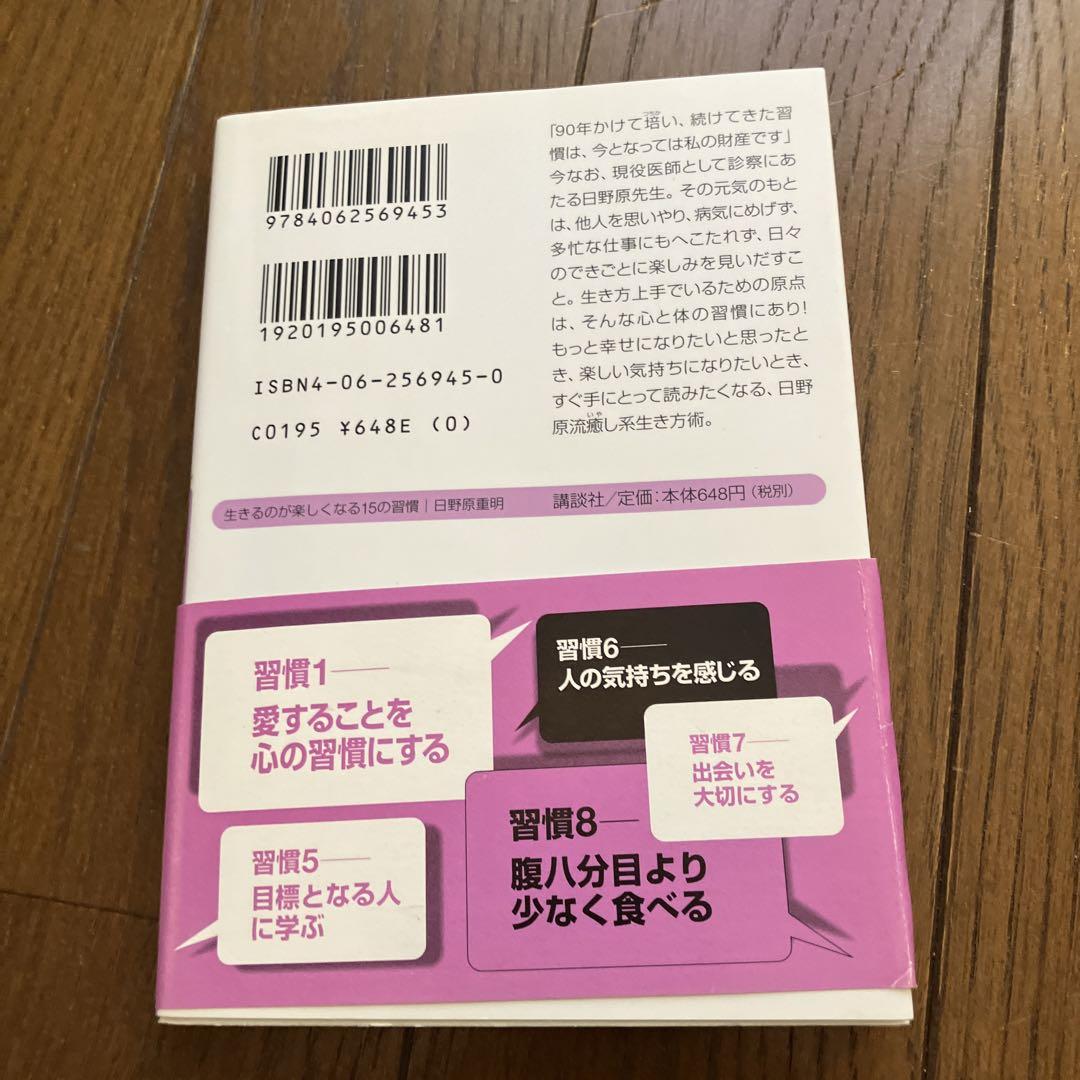 9784062569453
1920195006481
ISBN4-06-256945-0
C0195 ¥648E (0)
「90年かけて培い、続けてきた習
つちか
慣は、今となっては私の財産です」
今なお、現役医師として診察にあ
たる日野原先生。その元気のもと
は、他人を思いやり、病気にめげず、
多忙な仕事にもへこたれず、日々
のできごとに楽しみを見いだすこ
と。生き方上手でいるための原点
は、そんな心と体の習慣にあり!
もっと幸せになりたいと思ったと
き、楽しい気持ちになりたいとき、
すぐ手にとって読みたくなる、日野
原流癒し系生き方術。
いや
生きるのが楽しくなる15の習慣|日野原重明
講談社/定価:本体648円(税別)
習慣1――
愛することを
心の習慣にする
習慣6――
人の気持ちを感じる
習慣7――
出会いを
大切にする
習慣8――
腹八分目より
少なく食べる
習慣5――
目標となる人
に学ぶ